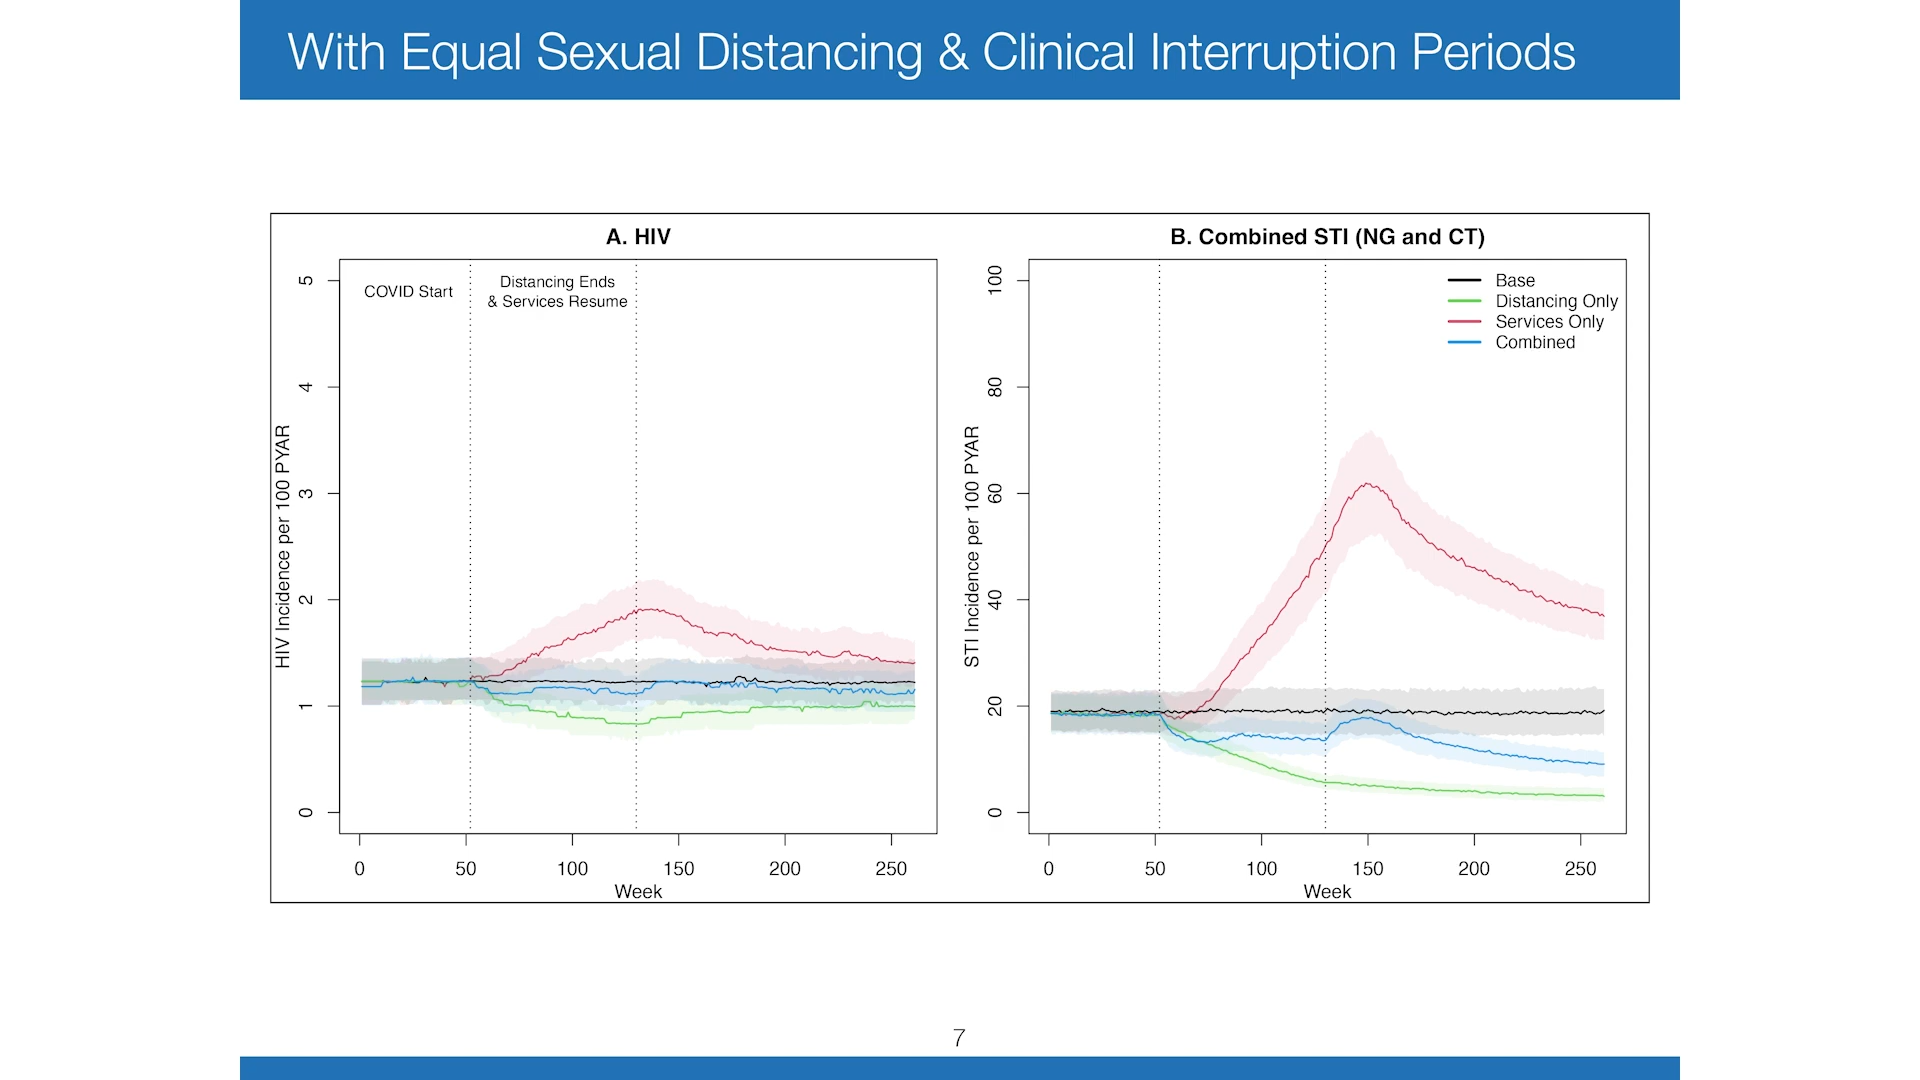 With Equal Sexual Distancing & Clinical Interruption Periods
A. HIV
COVID Start
Distancing Ends
& Services Resume
HIV Incidence per 100 PYAR
5
4
3
2
1
0
0 50 100 150 200 250
Week
B. Combined STI (NG and CT)
Base
Distancing Only
Services Only
Combined
STI Incidence per 100 PYAR
100
80
60
40
20
0
0 50 100 150 200 250
Week
7